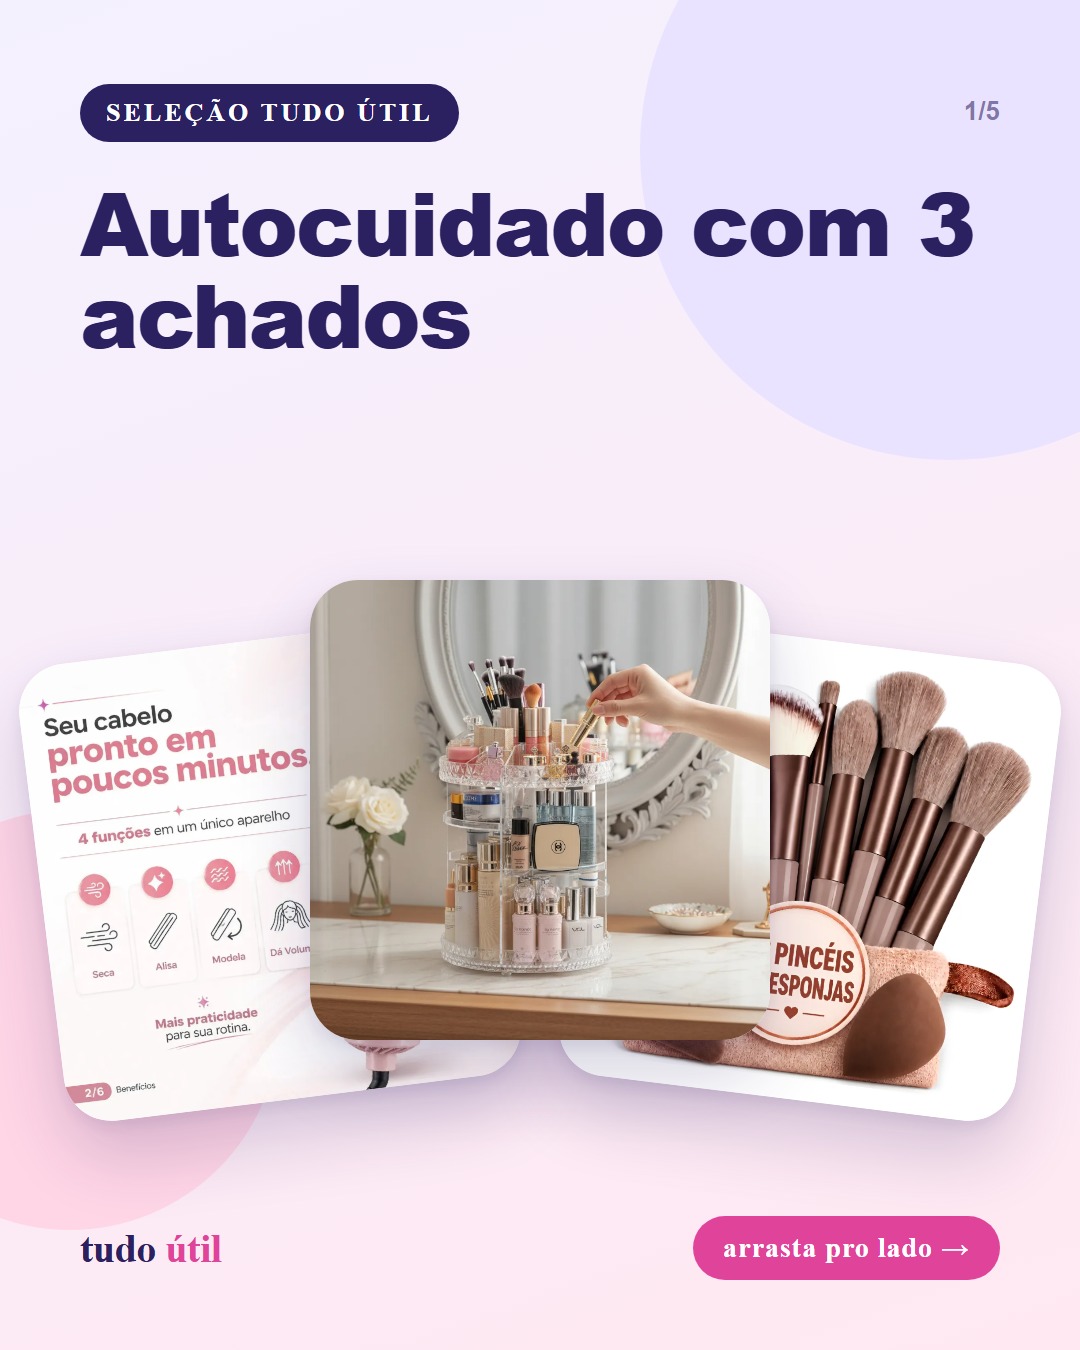 SELEÇÃO TUDO ÚTIL
1/5
Autocuidado com 3
achados
Seu cabelo
pronto em
poucos minutos.
4 funções em um único aparelho
Seca
Alisa
Modela
Dá Volum
Mais praticidade
para sua rotina.
2/6 Benefícios
PINCÉIS
ESPONJAS
tudo útil
arrasta pro lado →